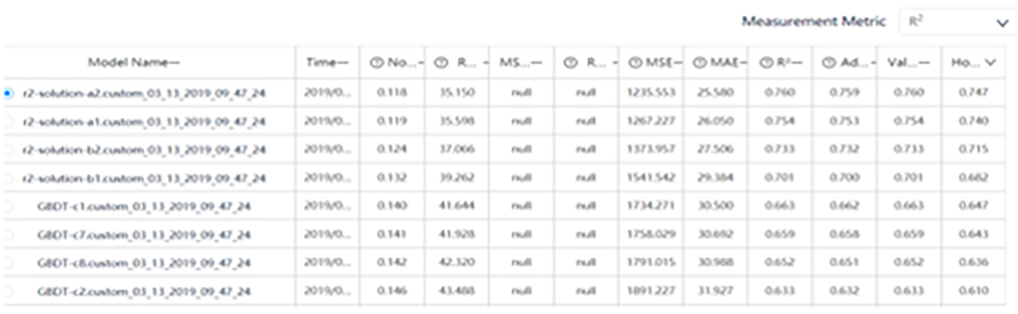 Measurement Metric R²
Model Name— Time— No...- R... - MS...— R... - MSE— MAE— R²— Ad...- Val...— Ho...
r2-solution-a2.custom_03_13_2019_09_47_24 2019/0... 0.118 35.150 null null 1235.553 25.580 0.760 0.759 0.760 0.747
r2-solution-a1.custom_03_13_2019_09_47_24 2019/0... 0.119 35.598 null null 1267.227 26.050 0.754 0.753 0.754 0.740
r2-solution-b2.custom_03_13_2019_09_47_24 2019/0... 0.124 37.066 null null 1373.957 27.506 0.733 0.732 0.733 0.715
r2-solution-b1.custom_03_13_2019_09_47_24 2019/0... 0.132 39.262 null null 1541.542 29.384 0.701 0.700 0.701 0.682
GBDT-c1.custom_03_13_2019_09_47_24 2019/0... 0.140 41.644 null null 1734.271 30.500 0.663 0.662 0.663 0.647
GBDT-c7.custom_03_13_2019_09_47_24 2019/0... 0.141 41.928 null null 1758.029 30.692 0.659 0.658 0.659 0.643
GBDT-c8.custom_03_13_2019_09_47_24 2019/0... 0.142 42.320 null null 1791.015 30.988 0.652 0.651 0.652 0.636
GBDT-c2.custom_03_13_2019_09_47_24 2019/0... 0.146 43.488 null null 1891.227 31.927 0.633 0.632 0.633 0.610